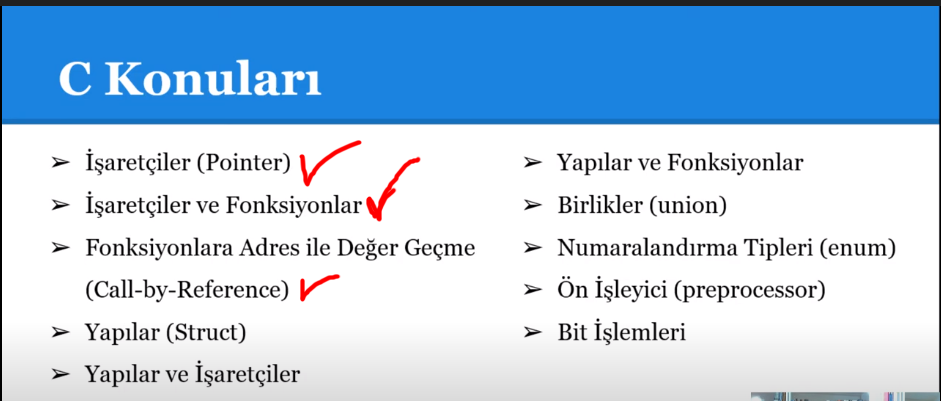 C Konuları
➢ İşaretçiler (Pointer)
➢ İşaretçiler ve Fonksiyonlar
➢ Fonksiyonlara Adres ile Değer Geçme
(Call-by-Reference)
➢ Yapılar (Struct)
➢ Yapılar ve İşaretçiler
➢ Yapılar ve Fonksiyonlar
➢ Birlikler (union)
➢ Numaralandırma Tipleri (enum)
➢ Ön İşleyici (preprocessor)
➢ Bit İşlemleri